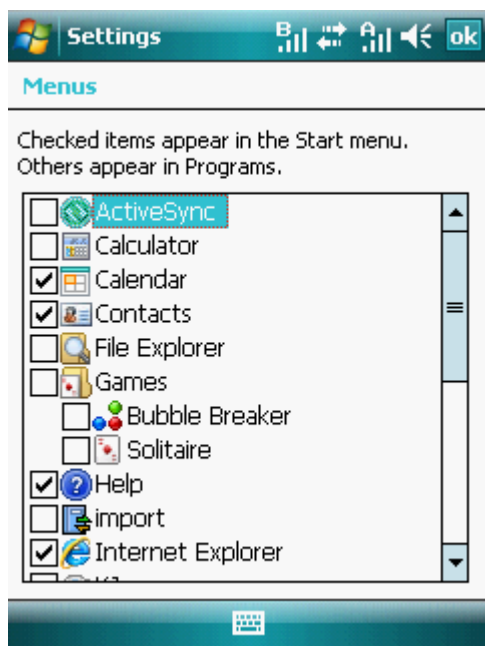 Settings
B
A
ok
Menus
Checked items appear in the Start menu.
Others appear in Programs.
ActiveSync
Calculator
Calendar
Contacts
File Explorer
Games
Bubble Breaker
Solitaire
Help
import
Internet Explorer